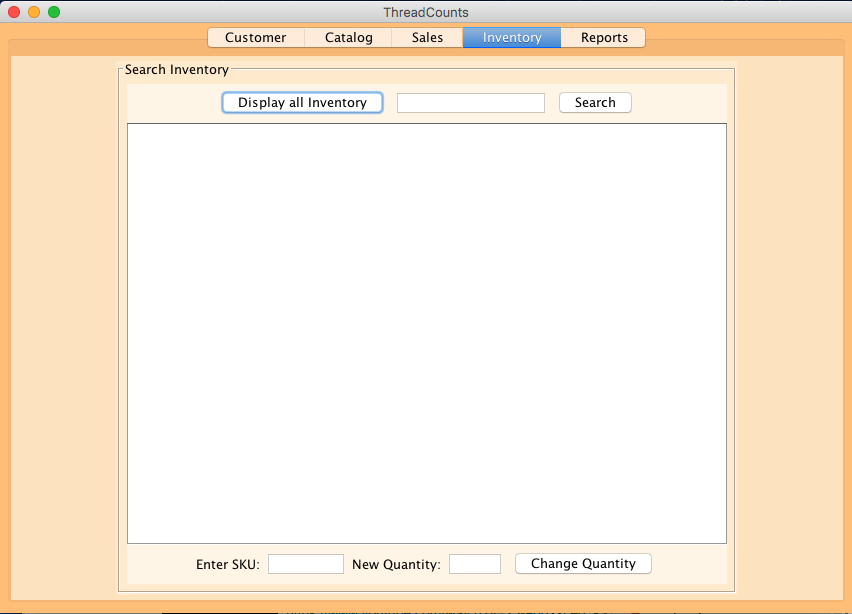 ThreadCounts
Customer Catalog Sales Inventory Reports
Search Inventory
Display all Inventory Search
Enter SKU: New Quantity: Change Quantity